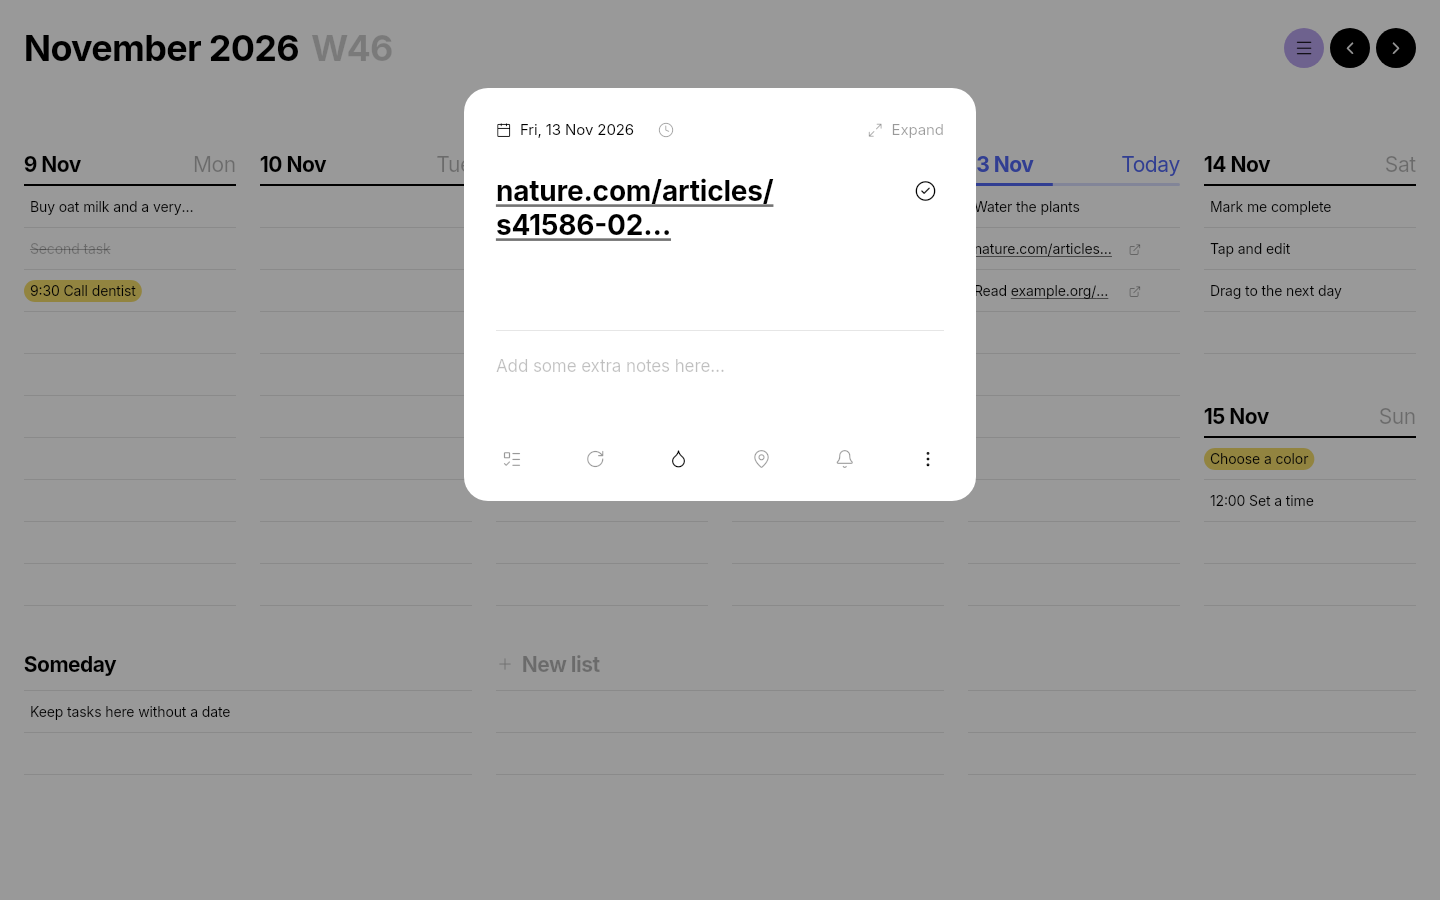 November 2026 W46
Fri, 13 Nov 2026
Expand
nature.com/articles/
s41586-02...
Add some extra notes here...
9 Nov Mon
Buy oat milk and a very...
Second task
9:30 Call dentist
10 Nov Tue
3 Nov Today
Water the plants
nature.com/articles...
Read example.org/...
14 Nov Sat
Mark me complete
Tap and edit
Drag to the next day
15 Nov Sun
Choose a color
12:00 Set a time
Someday
Keep tasks here without a date
+ New list